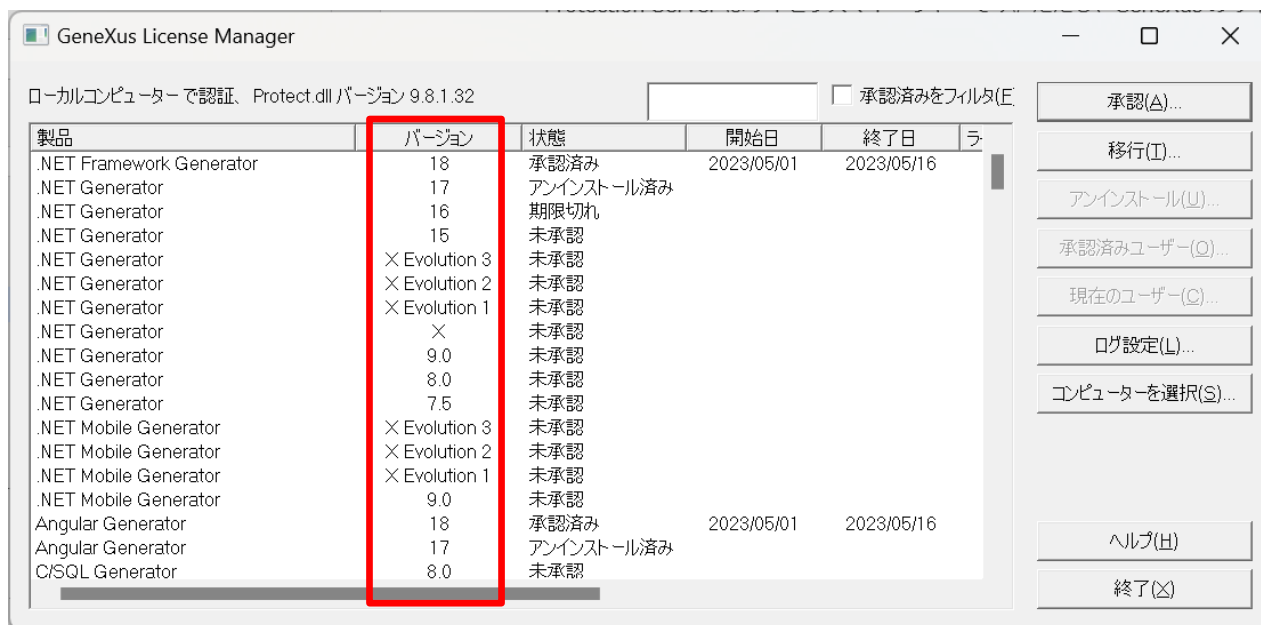 GeneXus License Manager
ローカルコンピューター で認証、 Protect.dll バージョン 9.8.1.32
承認済みをフィルタ(F
製品 バージョン 状態 開始日 終了日
.NET Framework Generator 18 承認済み 2023/05/01 2023/05/16
.NET Generator 17 アンインストール済み
.NET Generator 16 期限切れ
.NET Generator 15 未承認
.NET Generator X Evolution 3 未承認
.NET Generator X Evolution 2 未承認
.NET Generator X Evolution 1 未承認
.NET Generator X 未承認
.NET Generator 9.0 未承認
.NET Generator 8.0 未承認
.NET Generator 7.5 未承認
.NET Mobile Generator X Evolution 3 未承認
.NET Mobile Generator X Evolution 2 未承認
.NET Mobile Generator X Evolution 1 未承認
.NET Mobile Generator 9.0 未承認
Angular Generator 18 承認済み 2023/05/01 2023/05/16
Angular Generator 17 アンインストール済み
C/SQL Generator 8.0 未承認
承認(A)...
移行(T)...
アンインストール(U)...
承認済みユーザー(O)...
現在のユーザー(C)...
ログ設定(L)...
コンピューターを選択(S)...
ヘルプ(H)
終了(X)